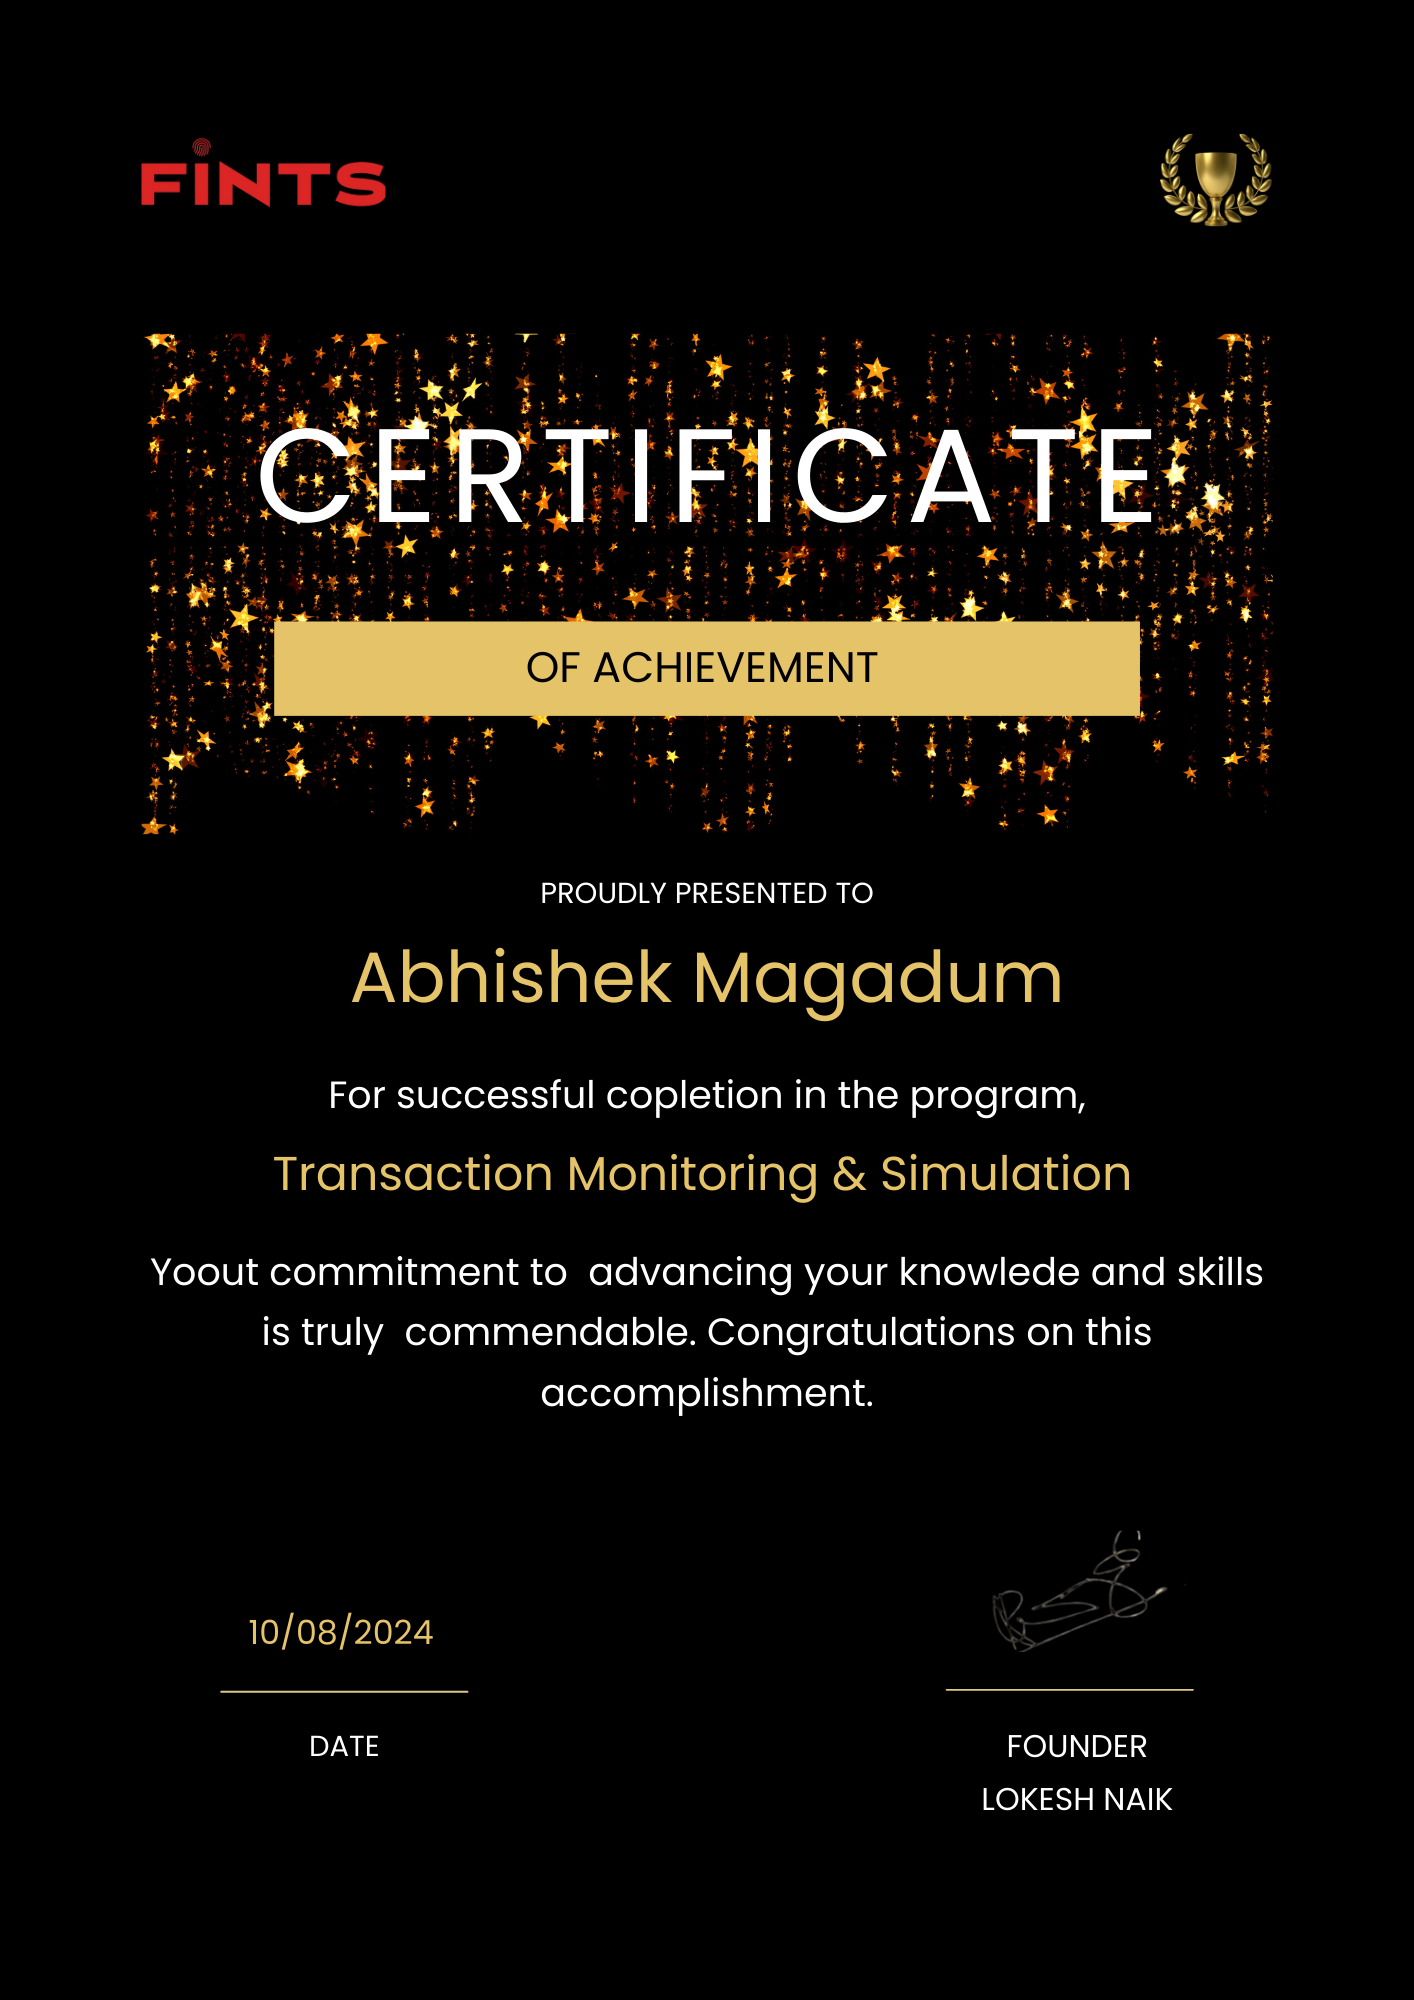 FINTS
CERTIFICATE
OF ACHIEVEMENT
PROUDLY PRESENTED TO
Abhishek Magadum
For successful copletion in the program,
Transaction Monitoring & Simulation
Yoout commitment to advancing your knowlede and skills
is truly commendable. Congratulations on this
accomplishment.
10/08/2024
DATE
FOUNDER
LOKESH NAIK